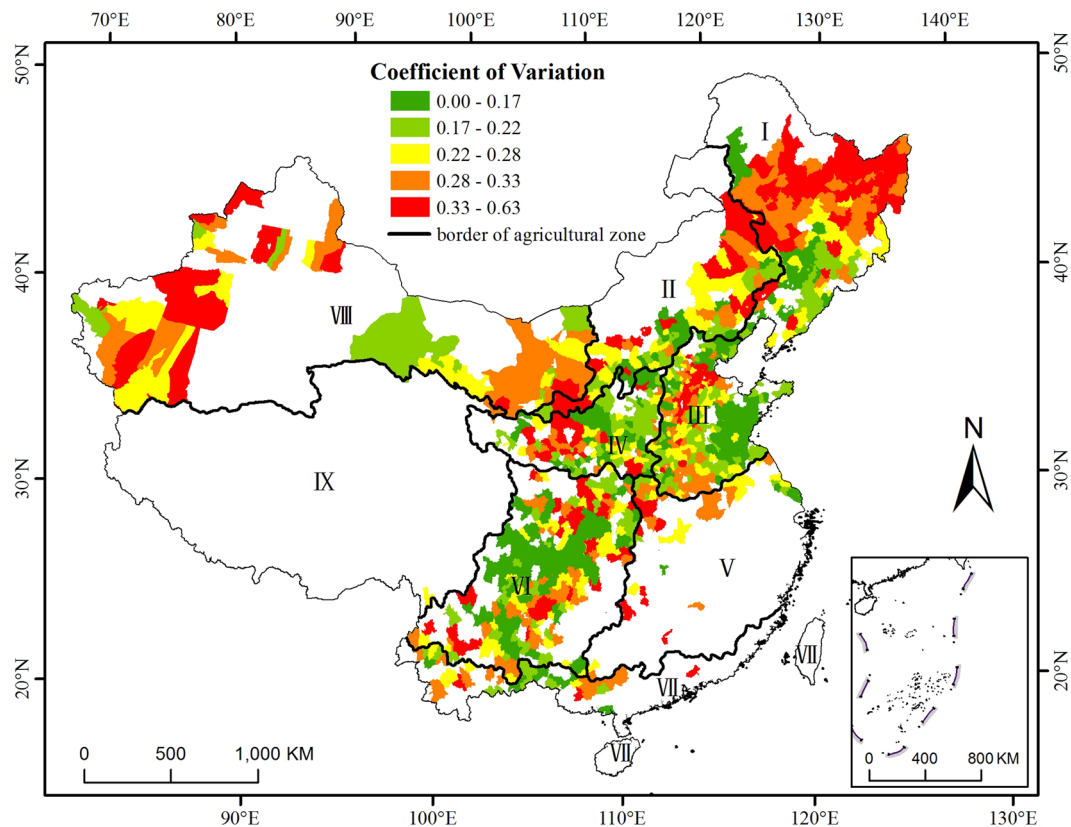 70°E 80°E 90°E 100°E 110°E 120°E 130°E 140°E
50°N 50°N
Coefficient of Variation
0.00 - 0.17
0.17 - 0.22
0.22 - 0.28
0.28 - 0.33
0.33 - 0.63
border of agricultural zone
I
40°N 40°N
II
VIII
III
IV
N
30°N 30°N
IX
V
VI
VII
VII
20°N 20°N
VII
0 500 1,000 KM
0 400 800 KM
90°E 100°E 110°E 120°E 130°E